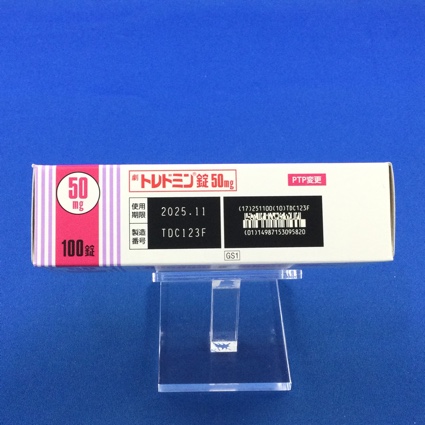 50
mg
100錠
劇 トレドミン®錠50mg
PTP変更
使用
期限
2025.11
製造
番号
TDC123F
(17)251100(10)TDC123F
(01)14987153095820
GS1